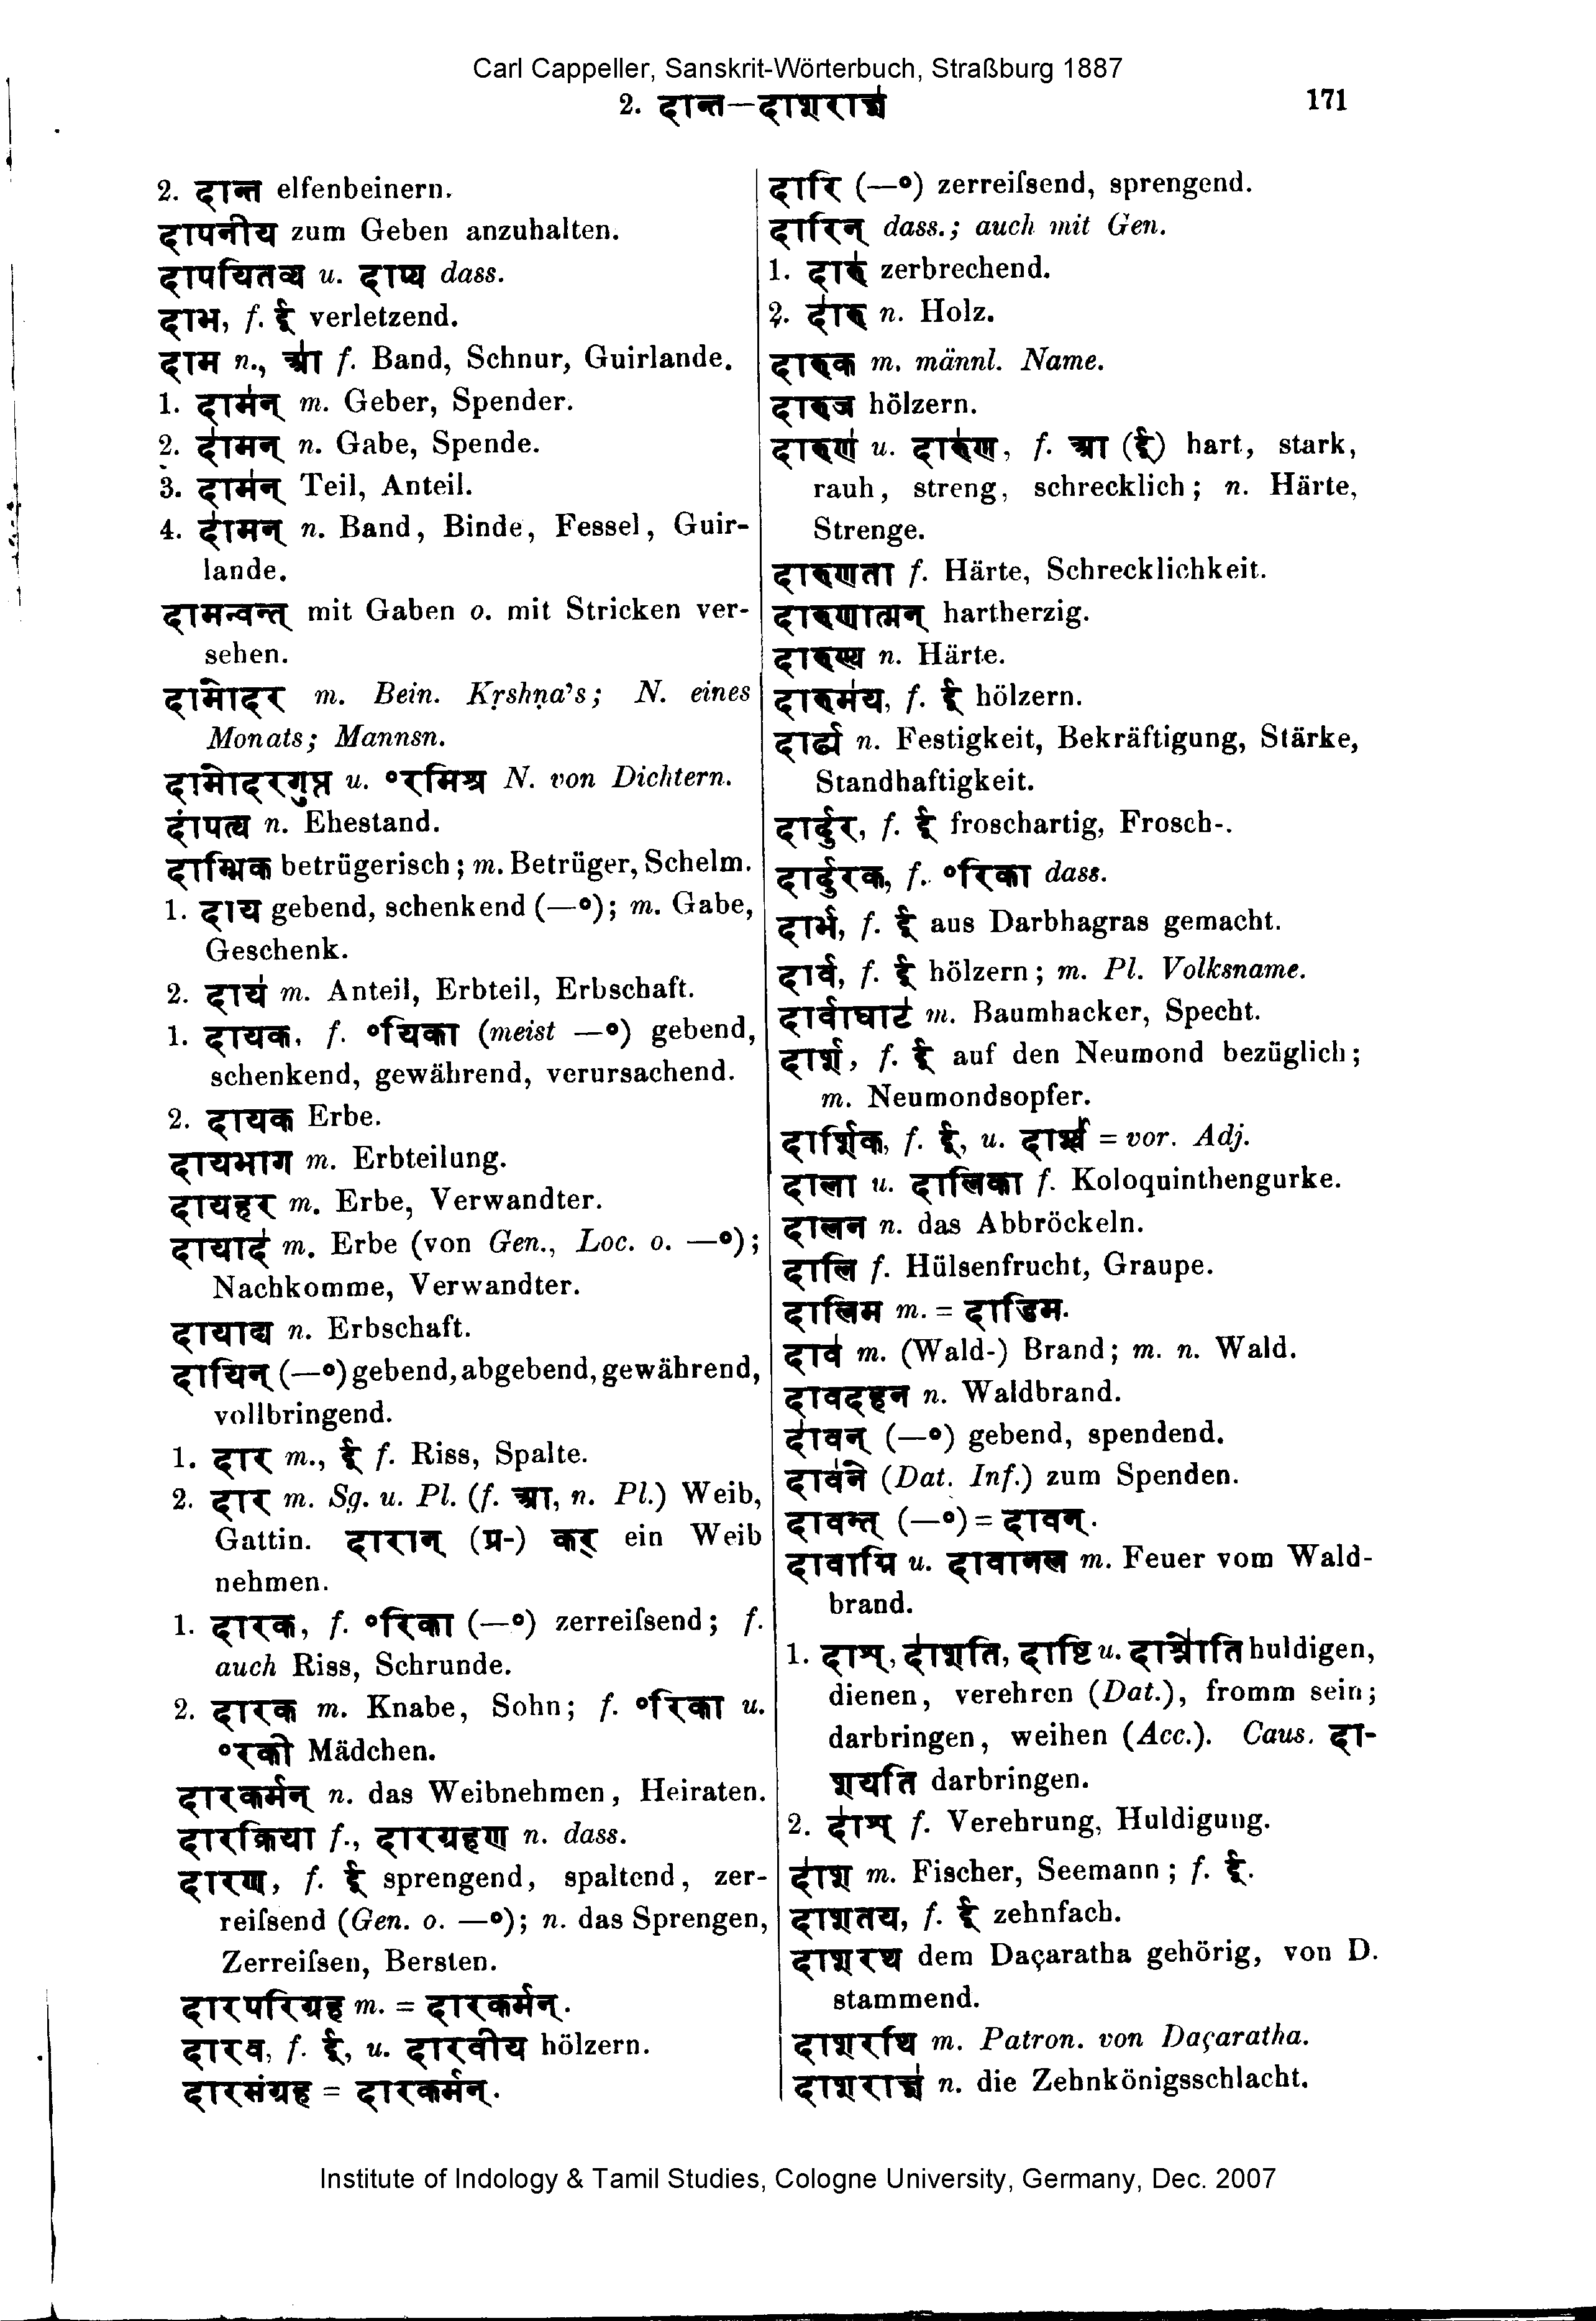 Carl Cappeller, Sanskrit-Wörterbuch, Straßburg 1887
2. दान्त—दाशराज्ञ॑ 171
2. दान्त elfenbeinern.
दापनीय zum Geben anzuhalten.
दापयितव्य u. दाप्य dass.
दाभ, f. ई verletzend.
दाम n., आ॑ f. Band, Schnur, Guirlande.
1. दाम॑न् m. Geber, Spender.
2. दा॑मन् n. Gabe, Spende.
3. दाम॑न् Teil, Anteil.
4. दा॑मन् n. Band, Binde, Fessel, Guir-
lande.
दामन्वन्त् mit Gaben o. mit Stricken ver-
sehen.
दामोदर m. Bein. Kṛshṇa's; N. eines
Monats; Mannsn.
दामोदरगुप्त u. °रमिश्र N. von Dichtern.
दांपत्य n. Ehestand.
दाम्भिक betrügerisch; m. Betrüger, Schelm.
1. दाय gebend, schenkend (—°); m. Gabe,
Geschenk.
2. दाय॑ m. Anteil, Erbteil, Erbschaft.
1. दायक, f. °यिका (meist —°) gebend,
schenkend, gewährend, verursachend.
2. दायक Erbe.
दायभाग m. Erbteilung.
दायहर m. Erbe, Verwandter.
दायाद॑ m. Erbe (von Gen., Loc. o. —°);
Nachkomme, Verwandter.
दायाद्य n. Erbschaft.
दायिन् (—°) gebend, abgebend, gewährend,
vollbringend.
1. दार m., ई f. Riss, Spalte.
2. दार m. Sg. u. Pl. (f. आ, n. Pl.) Weib,
Gattin. दारान् (प्र-) कर् ein Weib
nehmen.
1. दारक, f. °रिका (—°) zerreiſsend; f.
auch Riss, Schrunde.
2. दारक m. Knabe, Sohn; f. °रिका u.
°रकी Mädchen.
दारकर्मन् n. das Weibnehmen, Heiraten.
दारक्रिया f., दारग्रहण n. dass.
दारण, f. ई sprengend, spaltend, zer-
reiſsend (Gen. o. —°); n. das Sprengen,
Zerreiſsen, Bersten.
दारपरिग्रह m. = दारकर्मन्.
दारव, f. ई, u. दारवीय hölzern.
दारसंग्रह = दारकर्मन्.
दारि (—°) zerreiſsend, sprengend.
दारिन् dass.; auch mit Gen.
1. दारु॑ zerbrechend.
2. दा॑रु n. Holz.
दारुक m. männl. Name.
दारुज hölzern.
दारुण॑ u. दारु॑ण, f. आ (ई) hart, stark,
rauh, streng, schrecklich; n. Härte,
Strenge.
दारुणता f. Härte, Schrecklichkeit.
दारुणात्मन् hartherzig.
दारुण्य n. Härte.
दारुम॑य, f. ई hölzern.
दार्ढ्य n. Festigkeit, Bekräftigung, Stärke,
Standhaftigkeit.
दार्दुर, f. ई froschartig, Frosch-.
दार्दुरक, f. °रिका dass.
दार्भ, f. ई aus Darbhagras gemacht.
दार्व, f. ई hölzern; m. Pl. Volksname.
दार्वाघाट॑ m. Baumhacker, Specht.
दार्श, f. ई auf den Neumond bezüglich;
m. Neumondsopfer.
दार्शिक, f. ई, u. दार्श्य॑ = vor. Adj.
दाला u. दालिका f. Koloquinthengurke.
दालन n. das Abbröckeln.
दालि f. Hülsenfrucht, Graupe.
दालिम m. = दाडिम.
दाव॑ m. (Wald-) Brand; m. n. Wald.
दावदहन n. Waldbrand.
दा॑वन् (—°) gebend, spendend.
दाव॑ने (Dat. Inf.) zum Spenden.
दावन्त् (—°) = दावन्.
दावाग्नि u. दावानल m. Feuer vom Wald-
brand.
1. दाश्, दा॑शति, दाष्टि u. दाश्नोति huldigen,
dienen, verehren (Dat.), fromm sein;
darbringen, weihen (Acc.). Caus. दा-
शयति darbringen.
2. दा॑श् f. Verehrung, Huldigung.
दा॑श m. Fischer, Seemann; f. ई.
दाशतय, f. ई zehnfach.
दाशरथ dem Daçaratha gehörig, von D.
stammend.
दाशरथि m. Patron. von Daçaratha.
दाशराज्ञ॑ n. die Zehnkönigsschlacht.
Institute of Indology & Tamil Studies, Cologne University, Germany, Dec. 2007